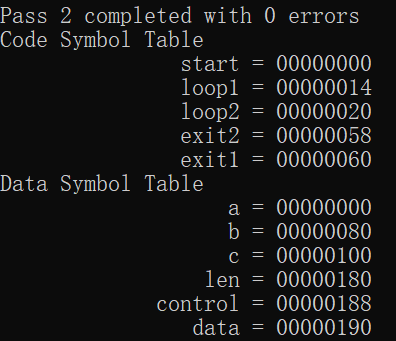 Pass 2 completed with 0 errors
Code Symbol Table
start = 00000000
loop1 = 00000014
loop2 = 00000020
exit2 = 00000058
exit1 = 00000060
Data Symbol Table
a = 00000000
b = 00000080
c = 00000100
len = 00000180
control = 00000188
data = 00000190